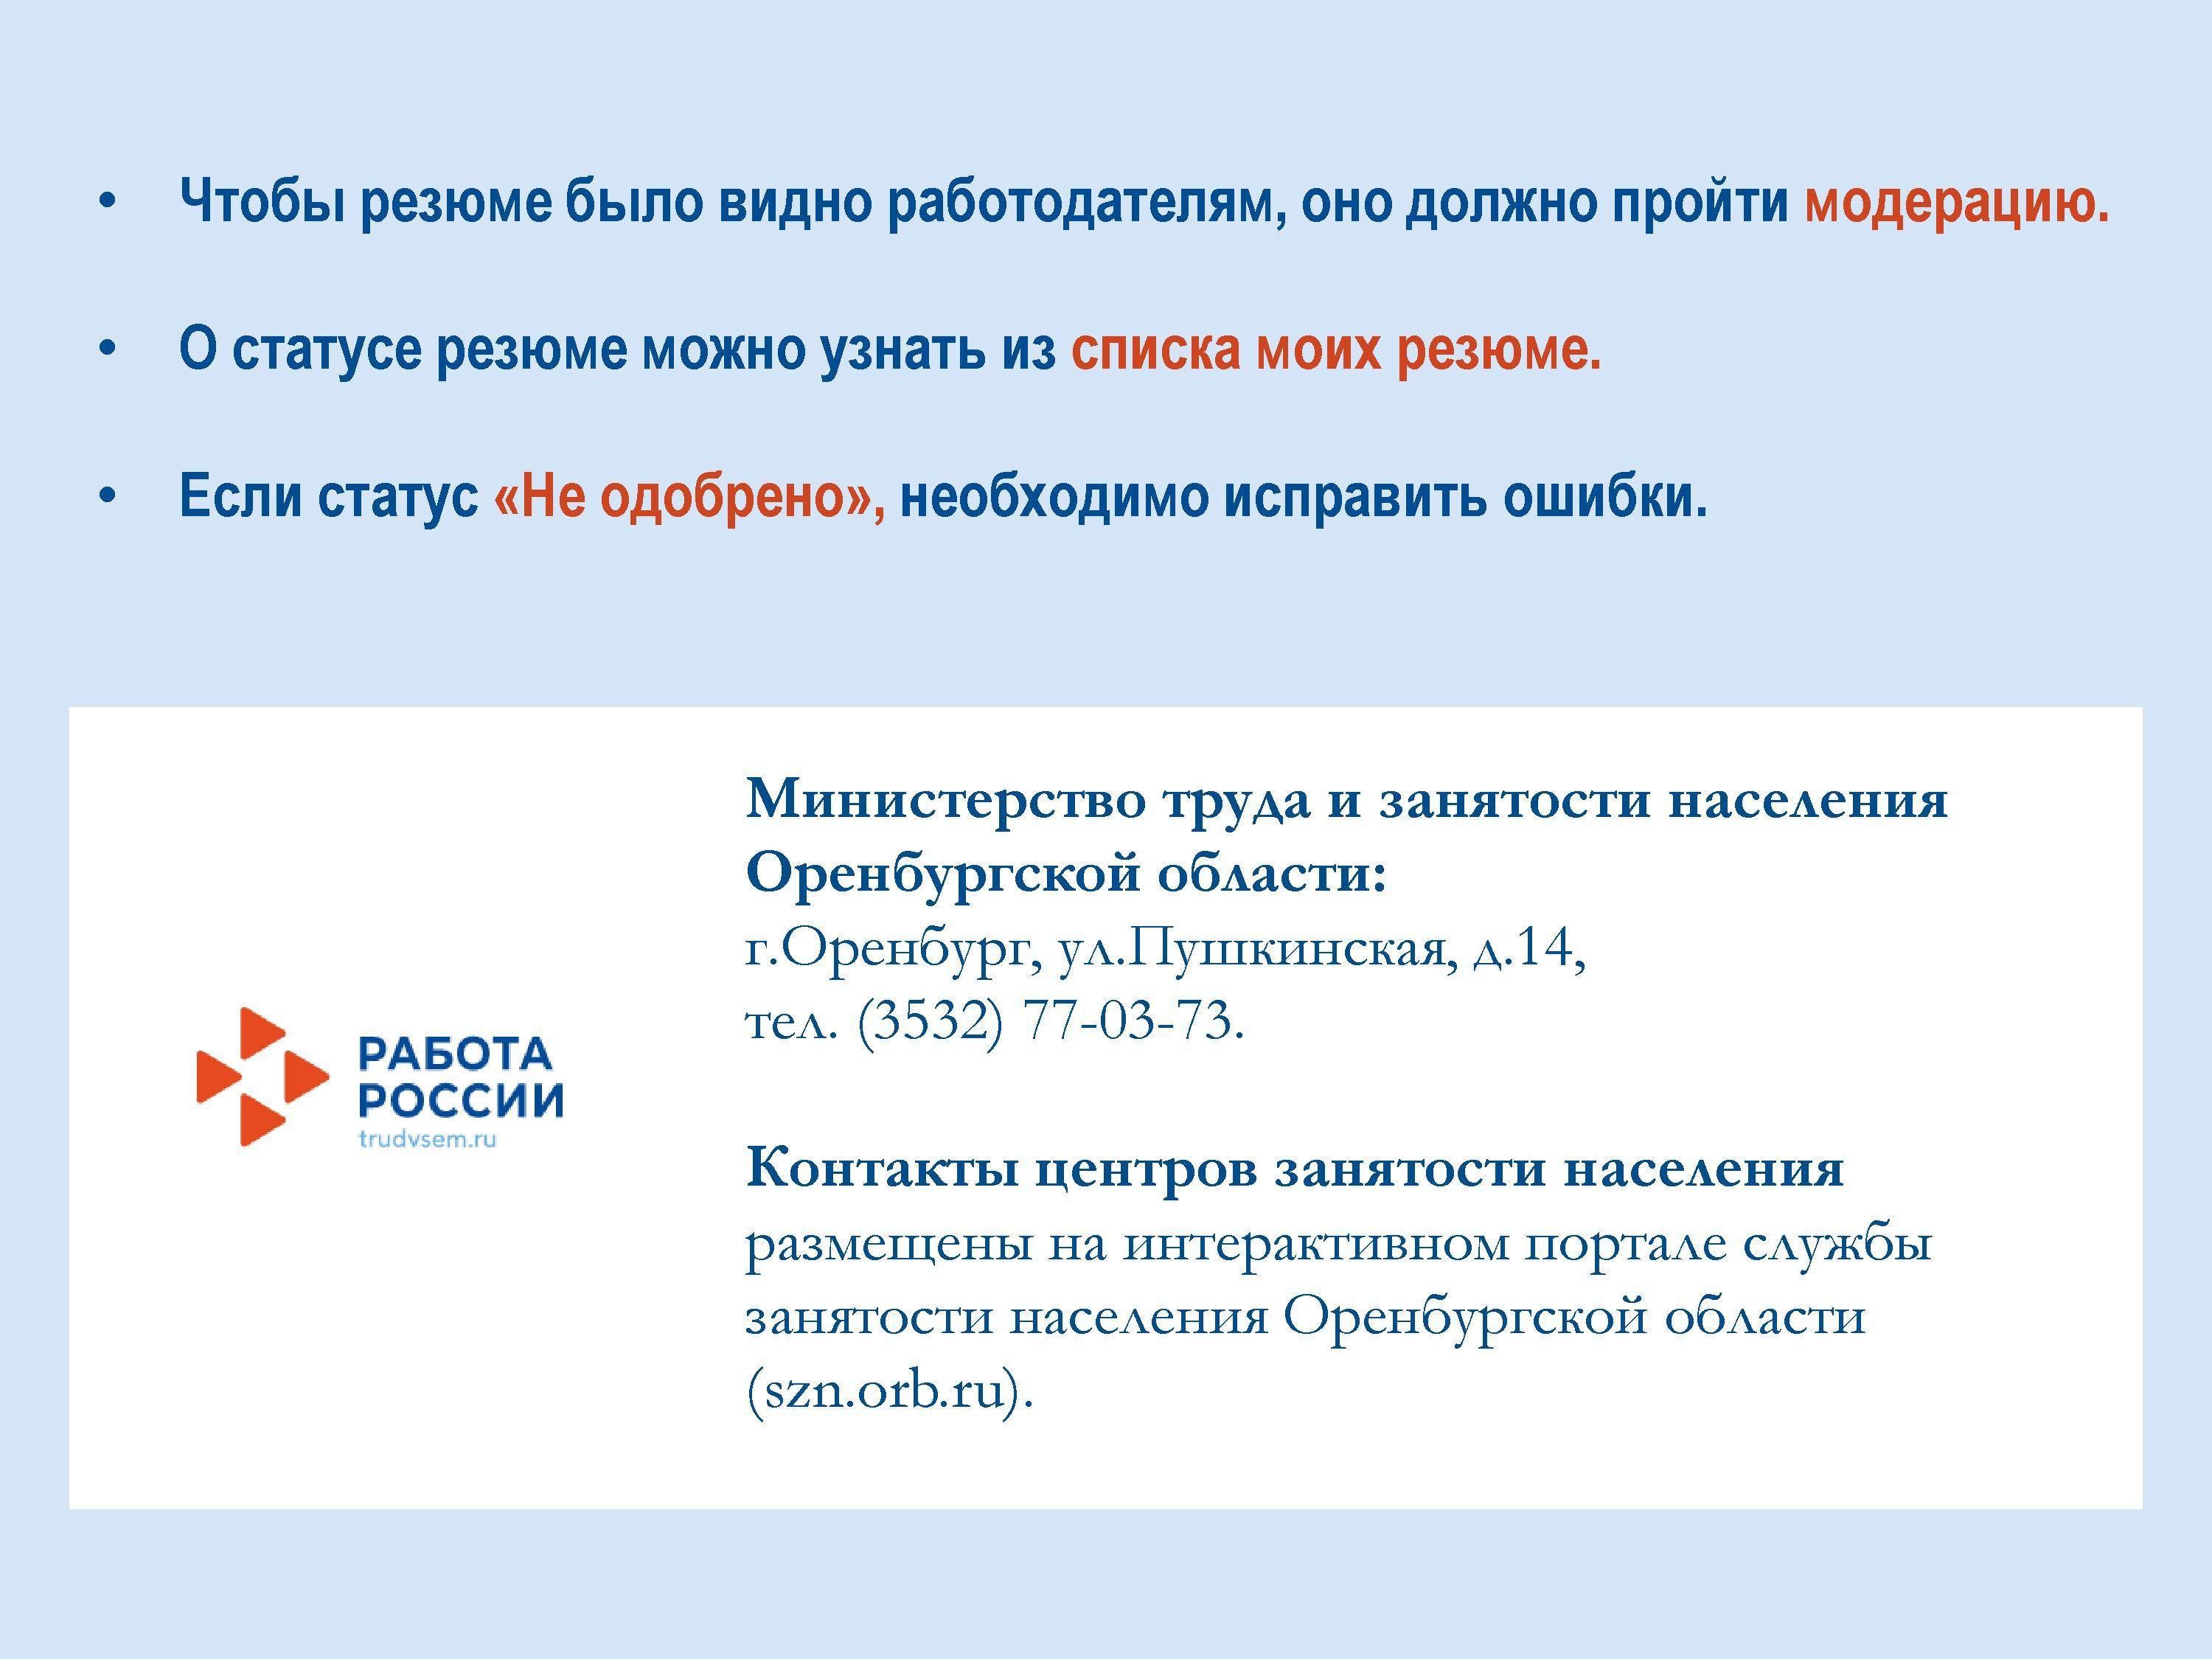 • Чтобы резюме было видно работодателям, оно должно пройти модерацию.
• О статусе резюме можно узнать из списка моих резюме.
• Если статус «Не одобрено», необходимо исправить ошибки.
РАБОТА
РОССИИ
trudvsem.ru
Министерство труда и занятости населения
Оренбургской области:
г.Оренбург, ул.Пушкинская, д.14,
тел. (3532) 77-03-73.
Контакты центров занятости населения
размещены на интерактивном портале службы
занятости населения Оренбургской области
(szn.orb.ru).